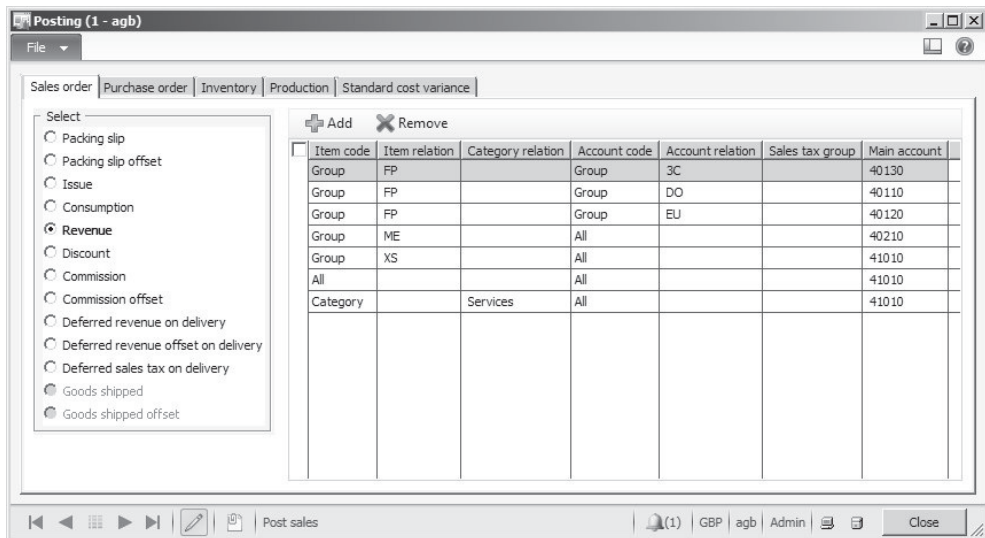 Posting (1 - agb)
File
Sales order Purchase order Inventory Production Standard cost variance
Select
Packing slip
Packing slip offset
Issue
Consumption
Revenue
Discount
Commission
Commission offset
Deferred revenue on delivery
Deferred revenue offset on delivery
Deferred sales tax on delivery
Goods shipped
Goods shipped offset
Add Remove
Item code Item relation Category relation Account code Account relation Sales tax group Main account
Group FP Group 3C 40130
Group FP Group DO 40110
Group FP Group EU 40120
Group ME All 40210
Group XS All 41010
All All 41010
Category Services All 41010
Post sales (1) GBP agb Admin Close